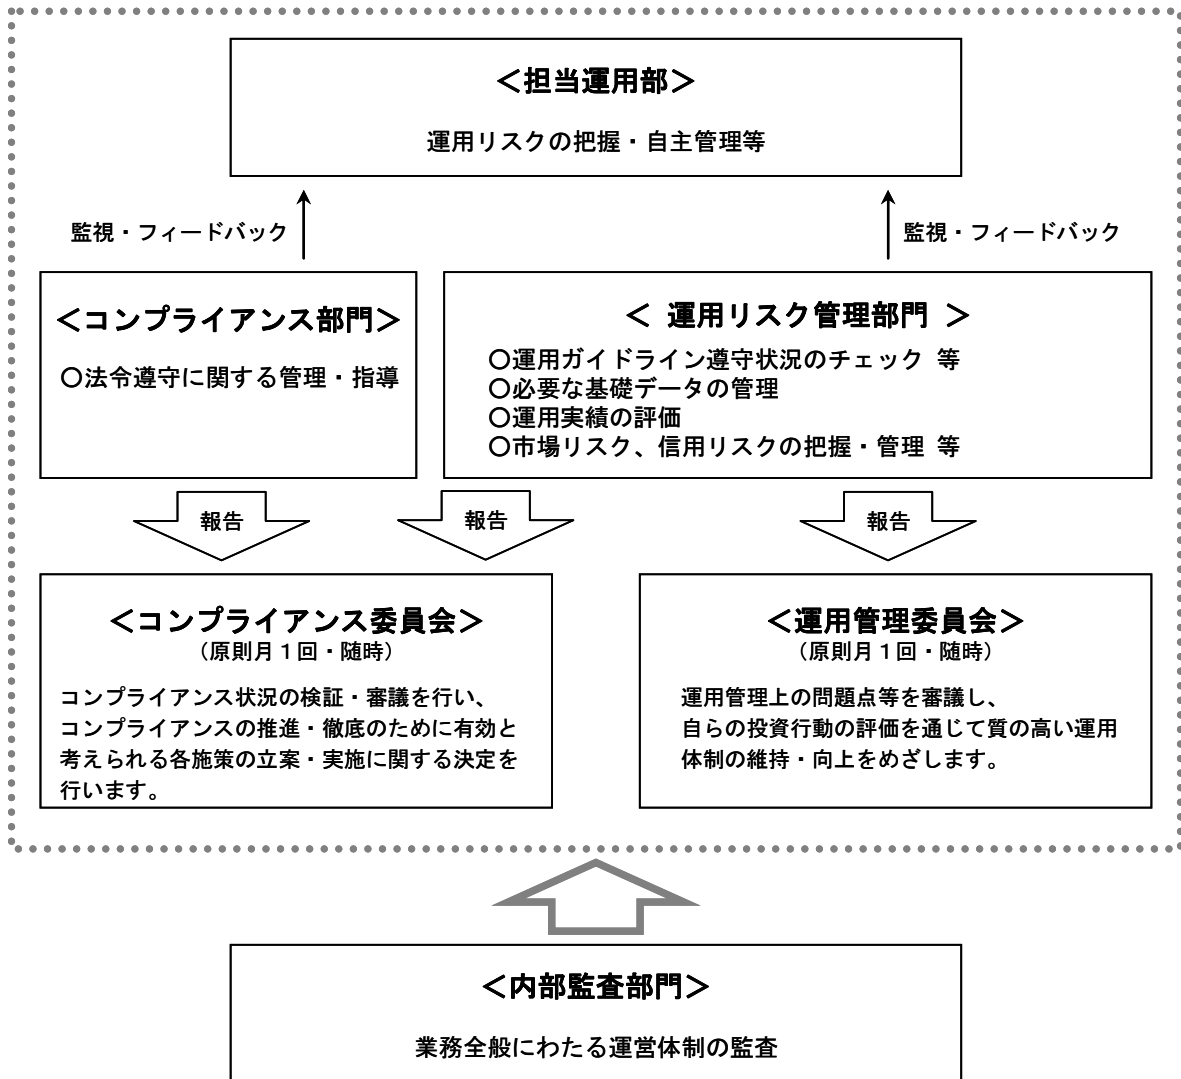 ＜担当運用部＞
運用リスクの把握・自主管理等
監視・フィードバック
監視・フィードバック
＜コンプライアンス部門＞
○法令遵守に関する管理・指導
＜ 運用リスク管理部門 ＞
○運用ガイドライン遵守状況のチェック 等
○必要な基礎データの管理
○運用実績の評価
○市場リスク、信用リスクの把握・管理 等
報告
報告
報告
＜コンプライアンス委員会＞
（原則月１回・随時）
コンプライアンス状況の検証・審議を行い、
コンプライアンスの推進・徹底のために有効と
考えられる各施策の立案・実施に関する決定を
行います。
＜運用管理委員会＞
（原則月１回・随時）
運用管理上の問題点等を審議し、
自らの投資行動の評価を通じて質の高い運用
体制の維持・向上をめざします。
＜内部監査部門＞
業務全般にわたる運営体制の監査